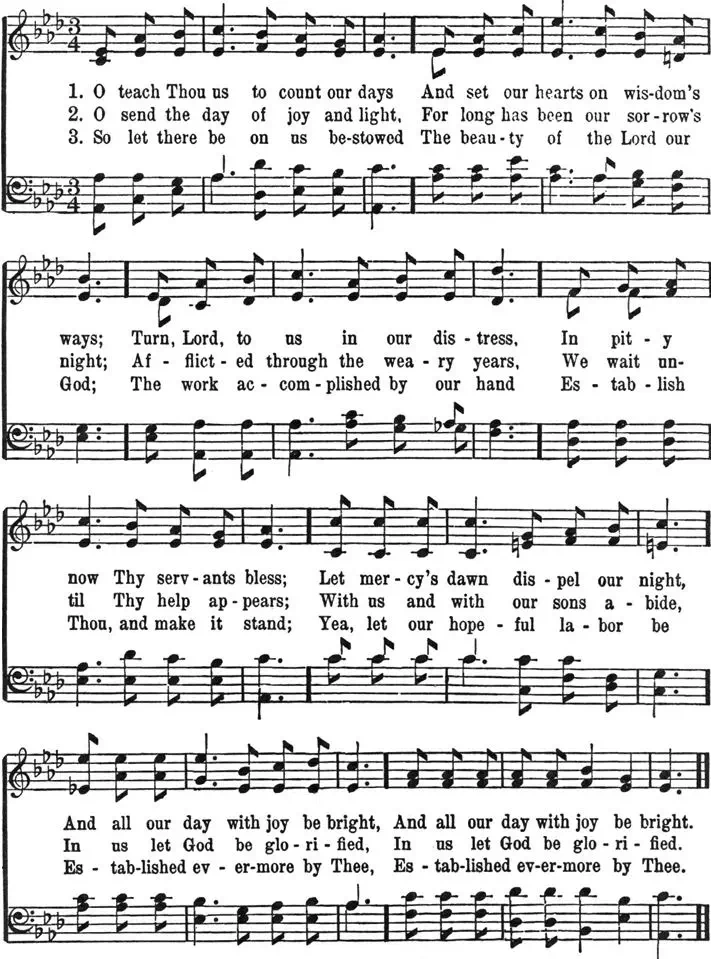 3 4
1. O teach Thou us to count our days And set our hearts on wis-dom's
2. O send the day of joy and light, For long has been our sor-row's
3. So let there be on us be-stowed The beau-ty of the Lord our
3 4
ways; Turn, Lord, to us in our dis-tress, In pit-y
night; Af-flict-ed through the wea-ry years, We wait un-
God; The work ac-com-plished by our hand Es-tab-lish
now Thy serv-ants bless; Let mer-cy's dawn dis-pel our night,
til Thy help ap-pears; With us and with our sons a-bide,
Thou, and make it stand; Yea, let our hope-ful la-bor be
And all our day with joy be bright, And all our day with joy be bright.
In us let God be glo-ri-fied, In us let God be glo-ri-fied.
Es-tab-lished ev-er-more by Thee, Es-tab-lished ev-er-more by Thee.